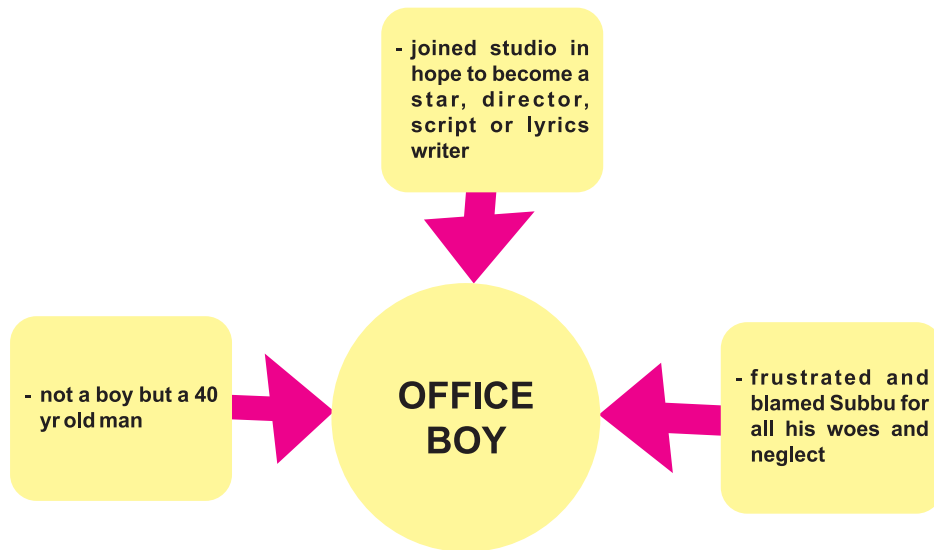 - joined studio in
hope to become a
star, director,
script or lyrics
writer
- not a boy but a 40
yr old man
OFFICE
BOY
- frustrated and
blamed Subbu for
all his woes and
neglect